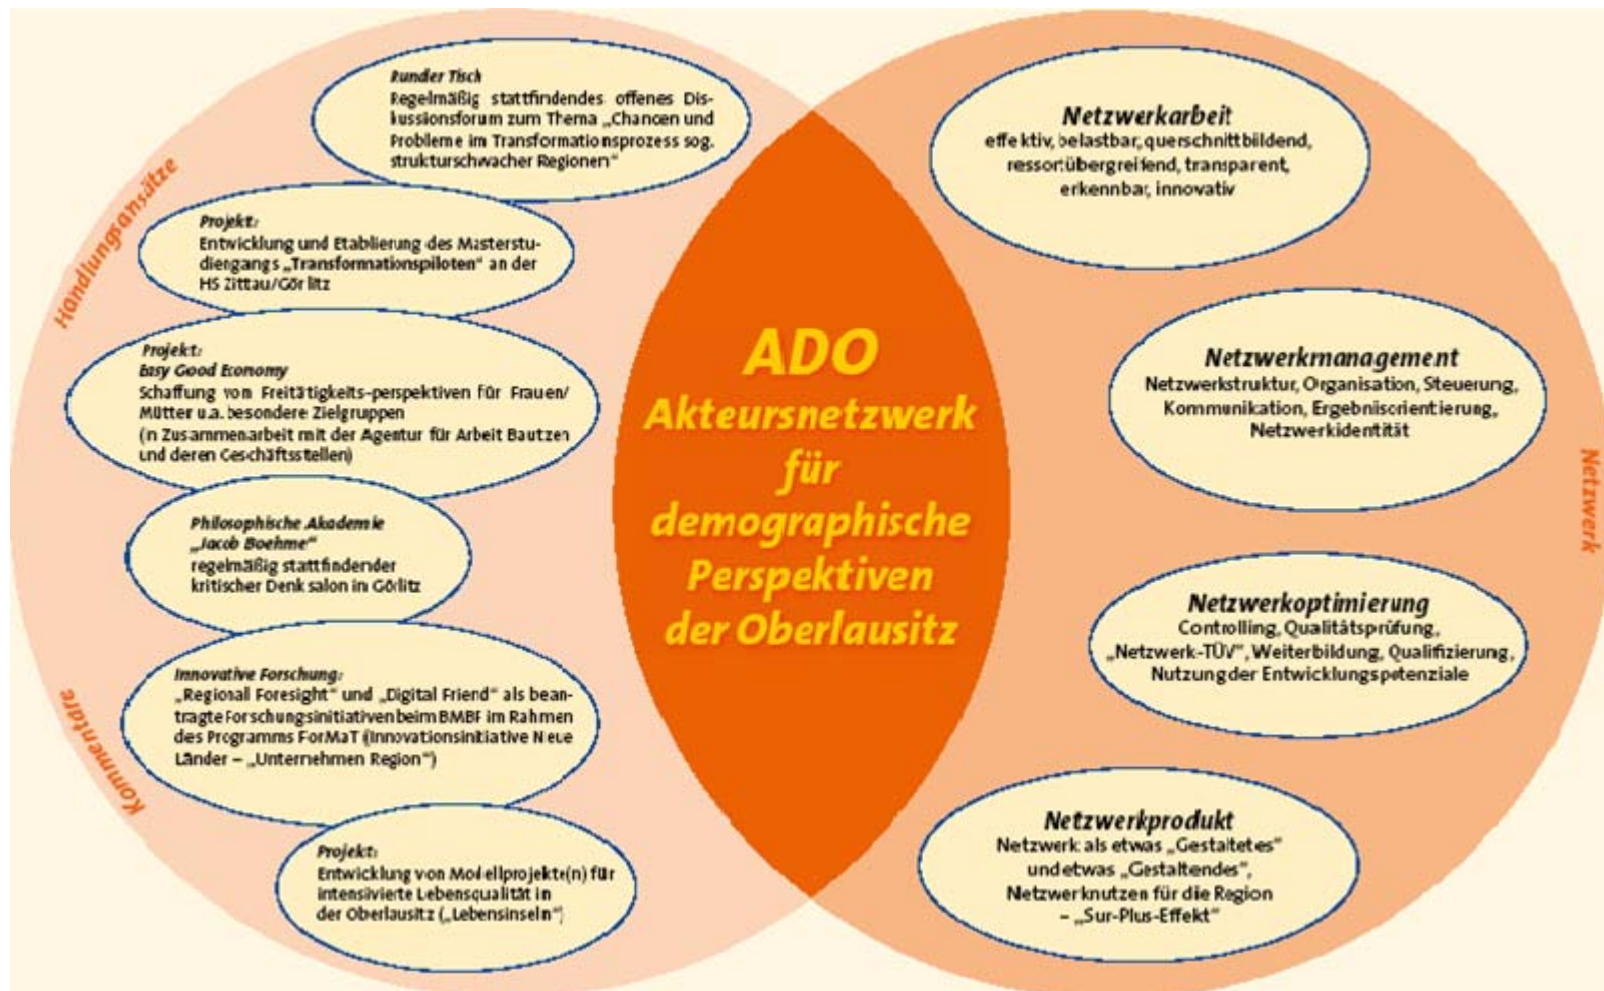 Handlungsansätze
Runder Tisch
Regelmäßig stattfindendes offenes Dis-
kussionsforum zum Thema „Chancen und
Probleme im Transformationsprozess sog.
strukturschwacher Regionen“
Projekt:
Entwicklung und Etablierung des Masterstu-
diengangs „Transformationspiloten“ an der
HS Zittau/Görlitz
Projekt:
Easy Good Economy
Schaffung von Freitätigkeits-perspektiven für Frauen/
Mütter u.a. besondere Zielgruppen
(in Zusammenarbeit mit der Agentur für Arbeit Bautzen
und deren Geschäftsstellen)
Philosophische Akademie
„Jacob Boehme“
regelmäßig stattfindender
kritischer Denksalon in Görlitz
Innovative Forschung:
„Regionall Foresight“ und „Digital Friend“ als bean-
tragte Forschungsinitiativen beim BMBF im Rahmen
des Programms ForMaT (Innovationsinitiative Neue
Länder – „Unternehmen Region“)
Projekt:
Entwicklung von Modellprojekte(n) für
intensivierte Lebensqualität in
der Oberlausitz („Lebensinseln“)
Kommentare
ADO
Akteursnetzwerk
für
demographische
Perspektiven
der Oberlausitz
Netzwerkarbeit
effektiv, belastbar, querschnittbildend,
ressortübergreifend, transparent,
erkennbar, innovativ
Netzwerkmanagement
Netzwerkstruktur, Organisation, Steuerung,
Kommunikation, Ergebnisorientierung,
Netzwerkidentität
Netzwerkoptimierung
Controlling, Qualitätsprüfung,
„Netzwerk-TÜV“, Weiterbildung, Qualifizierung,
Nutzung der Entwicklungspotenziale
Netzwerkprodukt
Netzwerk als etwas „Gestaltetes“
und etwas „Gestaltendes“,
Netzwerknutzen für die Region
– „Sur-Plus-Effekt“
Netzwerk